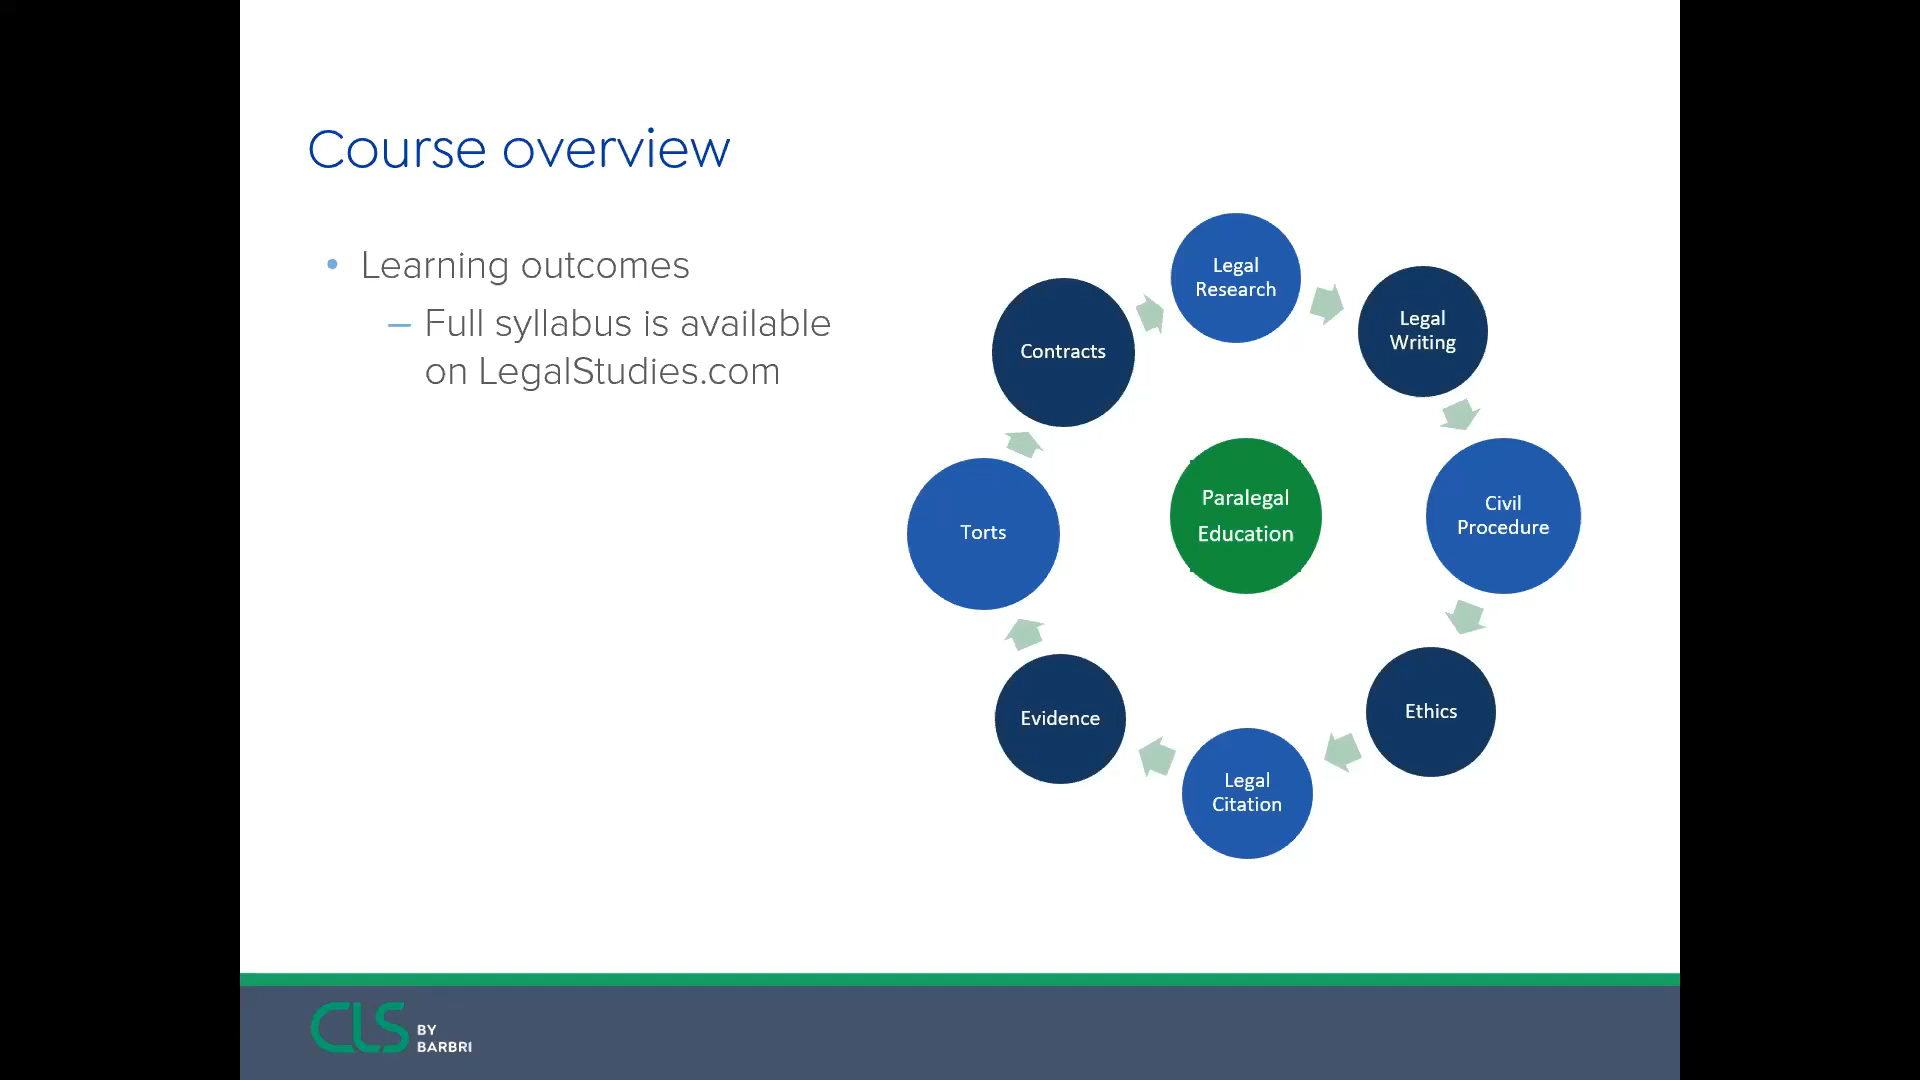 Course overview
• Learning outcomes
– Full syllabus is available
on LegalStudies.com
Legal
Research
Legal
Writing
Civil
Procedure
Ethics
Legal
Citation
Evidence
Torts
Contracts
Paralegal
Education
CLS BY
BARBRI